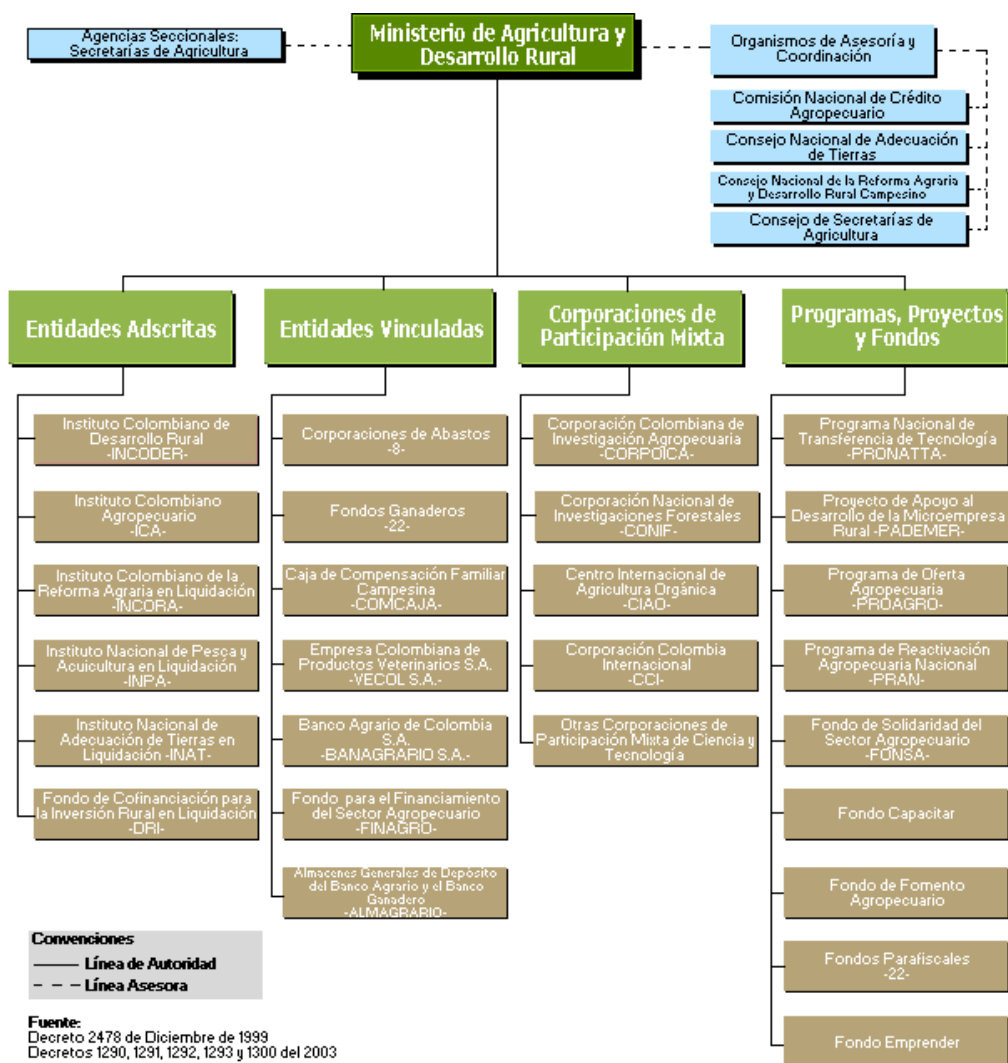 Agencias Seccionales:
Secretarías de Agricultura
Ministerio de Agricultura y
Desarrollo Rural
Organismos de Asesoría y
Coordinación
Comisión Nacional de Crédito
Agropecuario
Consejo Nacional de Adecuación
de Tierras
Consejo Nacional de la Reforma Agraria
y Desarrollo Rural Campesino
Consejo de Secretarías de
Agricultura
Entidades Adscritas
Instituto Colombiano de
Desarrollo Rural
-INCODER-
Instituto Colombiano
Agropecuario
-ICA-
Instituto Colombiano de la
Reforma Agraria en Liquidación
-INCORA-
Instituto Nacional de Pesca y
Acuicultura en Liquidación
-INPA-
Instituto Nacional de
Adecuación de Tierras en
Liquidación -INAT-
Fondo de Cofinanciación para
la Inversión Rural en Liquidación
-DRI-
Entidades Vinculadas
Corporaciones de Abastos
-8-
Fondos Ganaderos
-22-
Caja de Compensación Familiar
Campesina
-COMCAJA-
Empresa Colombiana de
Productos Veterinarios S.A.
-VECOL S.A.-
Banco Agrario de Colombia
S.A.
-BANAGRARIO S.A.-
Fondo para el Financiamiento
del Sector Agropecuario
-FINAGRO-
Almacenes Generales de Depósito
del Banco Agrario y el Banco
Ganadero
-ALMAGRARIO-
Corporaciones de
Participación Mixta
Corporación Colombiana de
Investigación Agropecuaria
-CORPOICA-
Corporación Nacional de
Investigaciones Forestales
-CONIF-
Centro Internacional de
Agricultura Orgánica
-CIAO-
Corporación Colombia
Internacional
-CCI-
Otras Corporaciones de
Participación Mixta de Ciencia y
Tecnología
Programas, Proyectos
y Fondos
Programa Nacional de
Transferencia de Tecnología
-PRONATTA-
Proyecto de Apoyo al
Desarrollo de la Microempresa
Rural -PADEMER-
Programa de Oferta
Agropecuaria
-PROAGRO-
Programa de Reactivación
Agropecuaria Nacional
-PRAN-
Fondo de Solidaridad del
Sector Agropecuario
-FONSA-
Fondo Capacitar
Fondo de Fomento
Agropecuario
Fondos Parafiscales
-22-
Fondo Emprender
Convenciones
Línea de Autoridad
Línea Asesora
Fuente:
Decreto 2478 de Diciembre de 1999
Decretos 1290, 1291, 1292, 1293 y 1300 del 2003